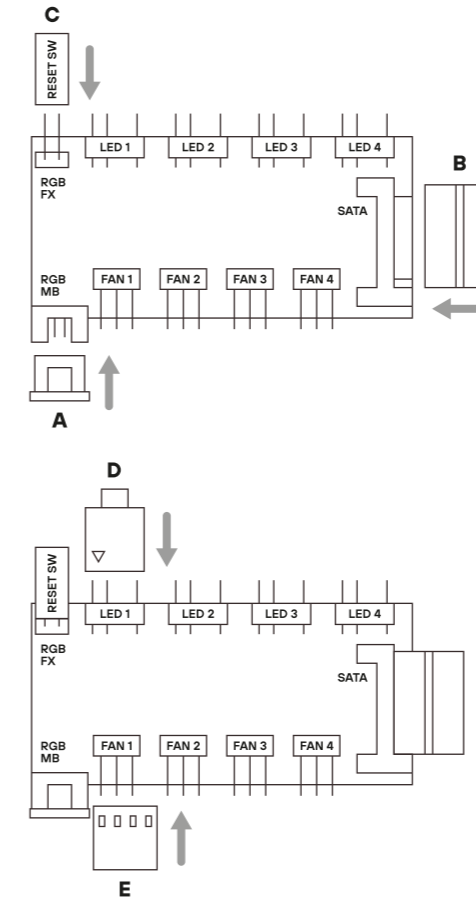 C
RESET SW
LED 1
LED 2
LED 3
LED 4
RGB
FX
B
SATA
RGB
MB
FAN 1
FAN 2
FAN 3
FAN 4
A
D
RESET SW
LED 1
LED 2
LED 3
LED 4
RGB
FX
SATA
RGB
MB
FAN 1
FAN 2
FAN 3
FAN 4
E